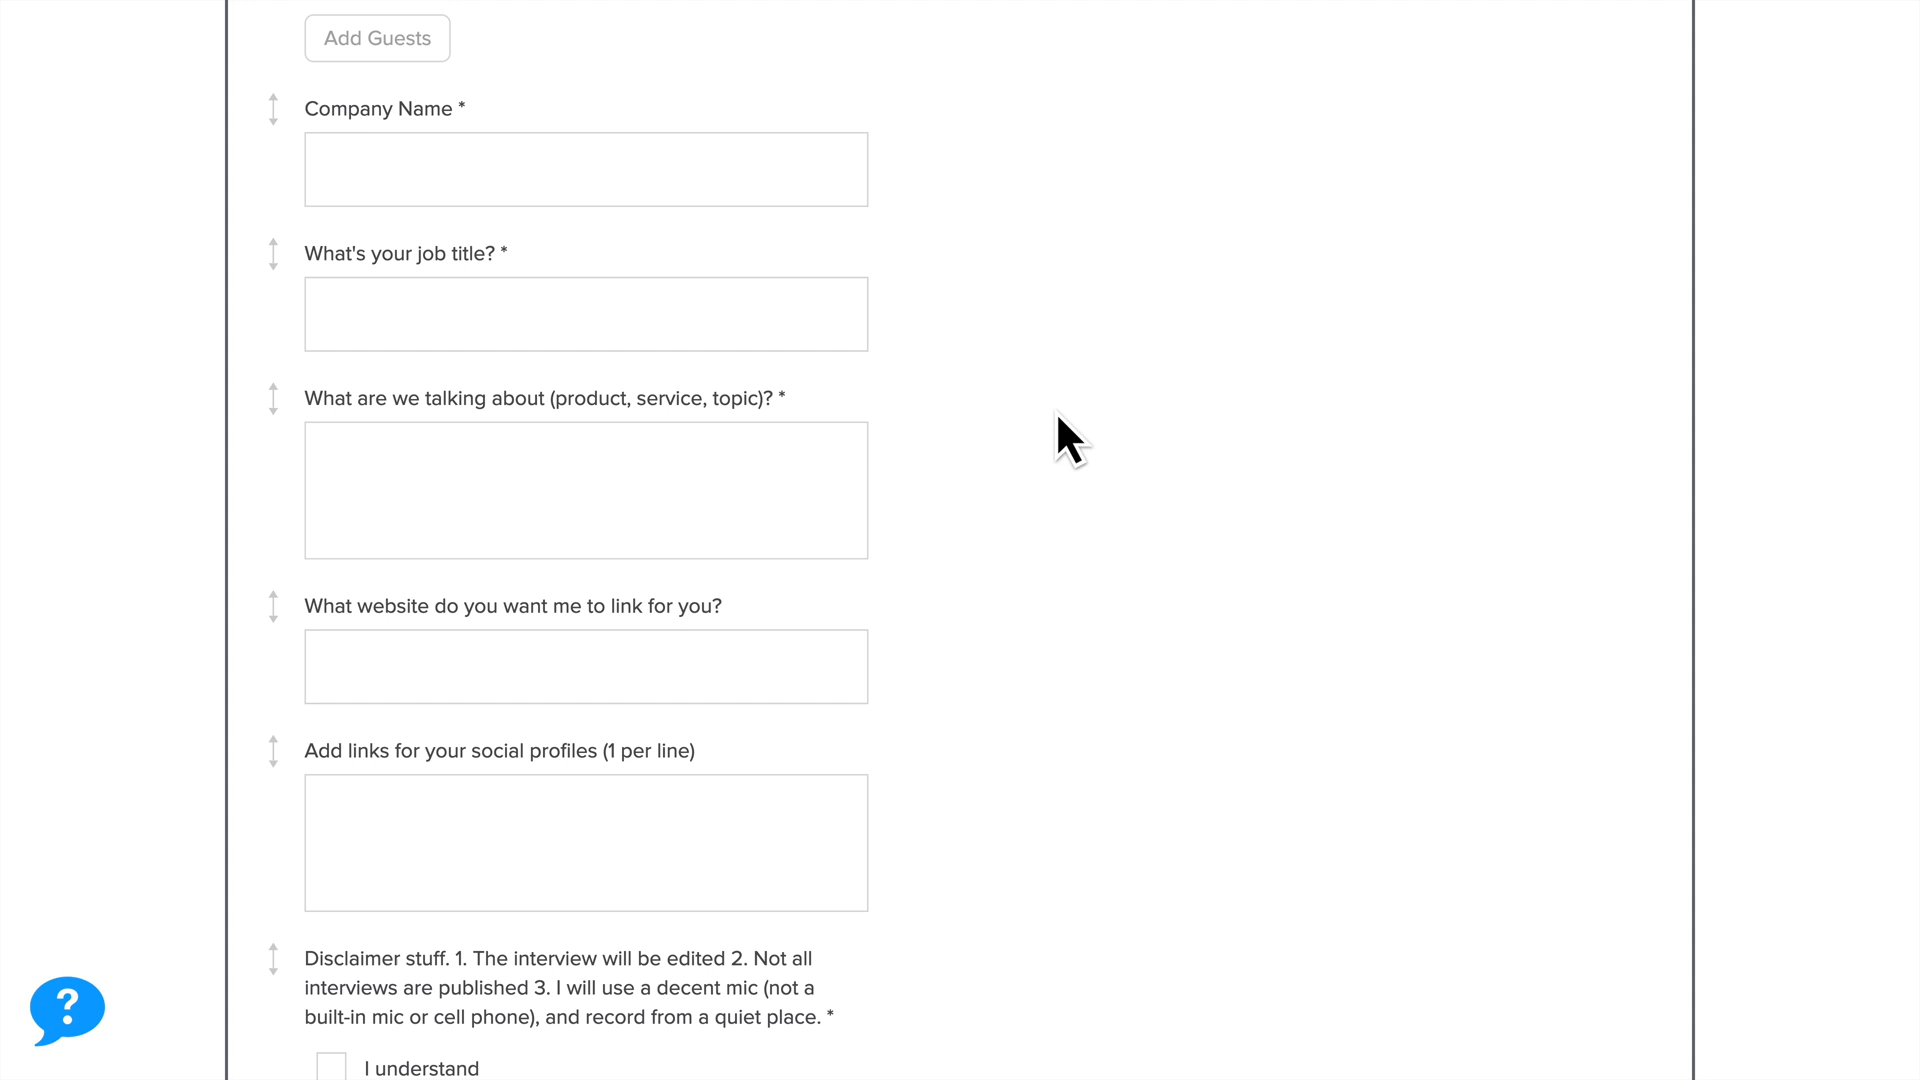 Add Guests
Company Name *
What's your job title? *
What are we talking about (product, service, topic)? *
What website do you want me to link for you?
Add links for your social profiles (1 per line)
Disclaimer stuff. 1. The interview will be edited 2. Not all
interviews are published 3. I will use a decent mic (not a
built-in mic or cell phone), and record from a quiet place. *
?
I understand